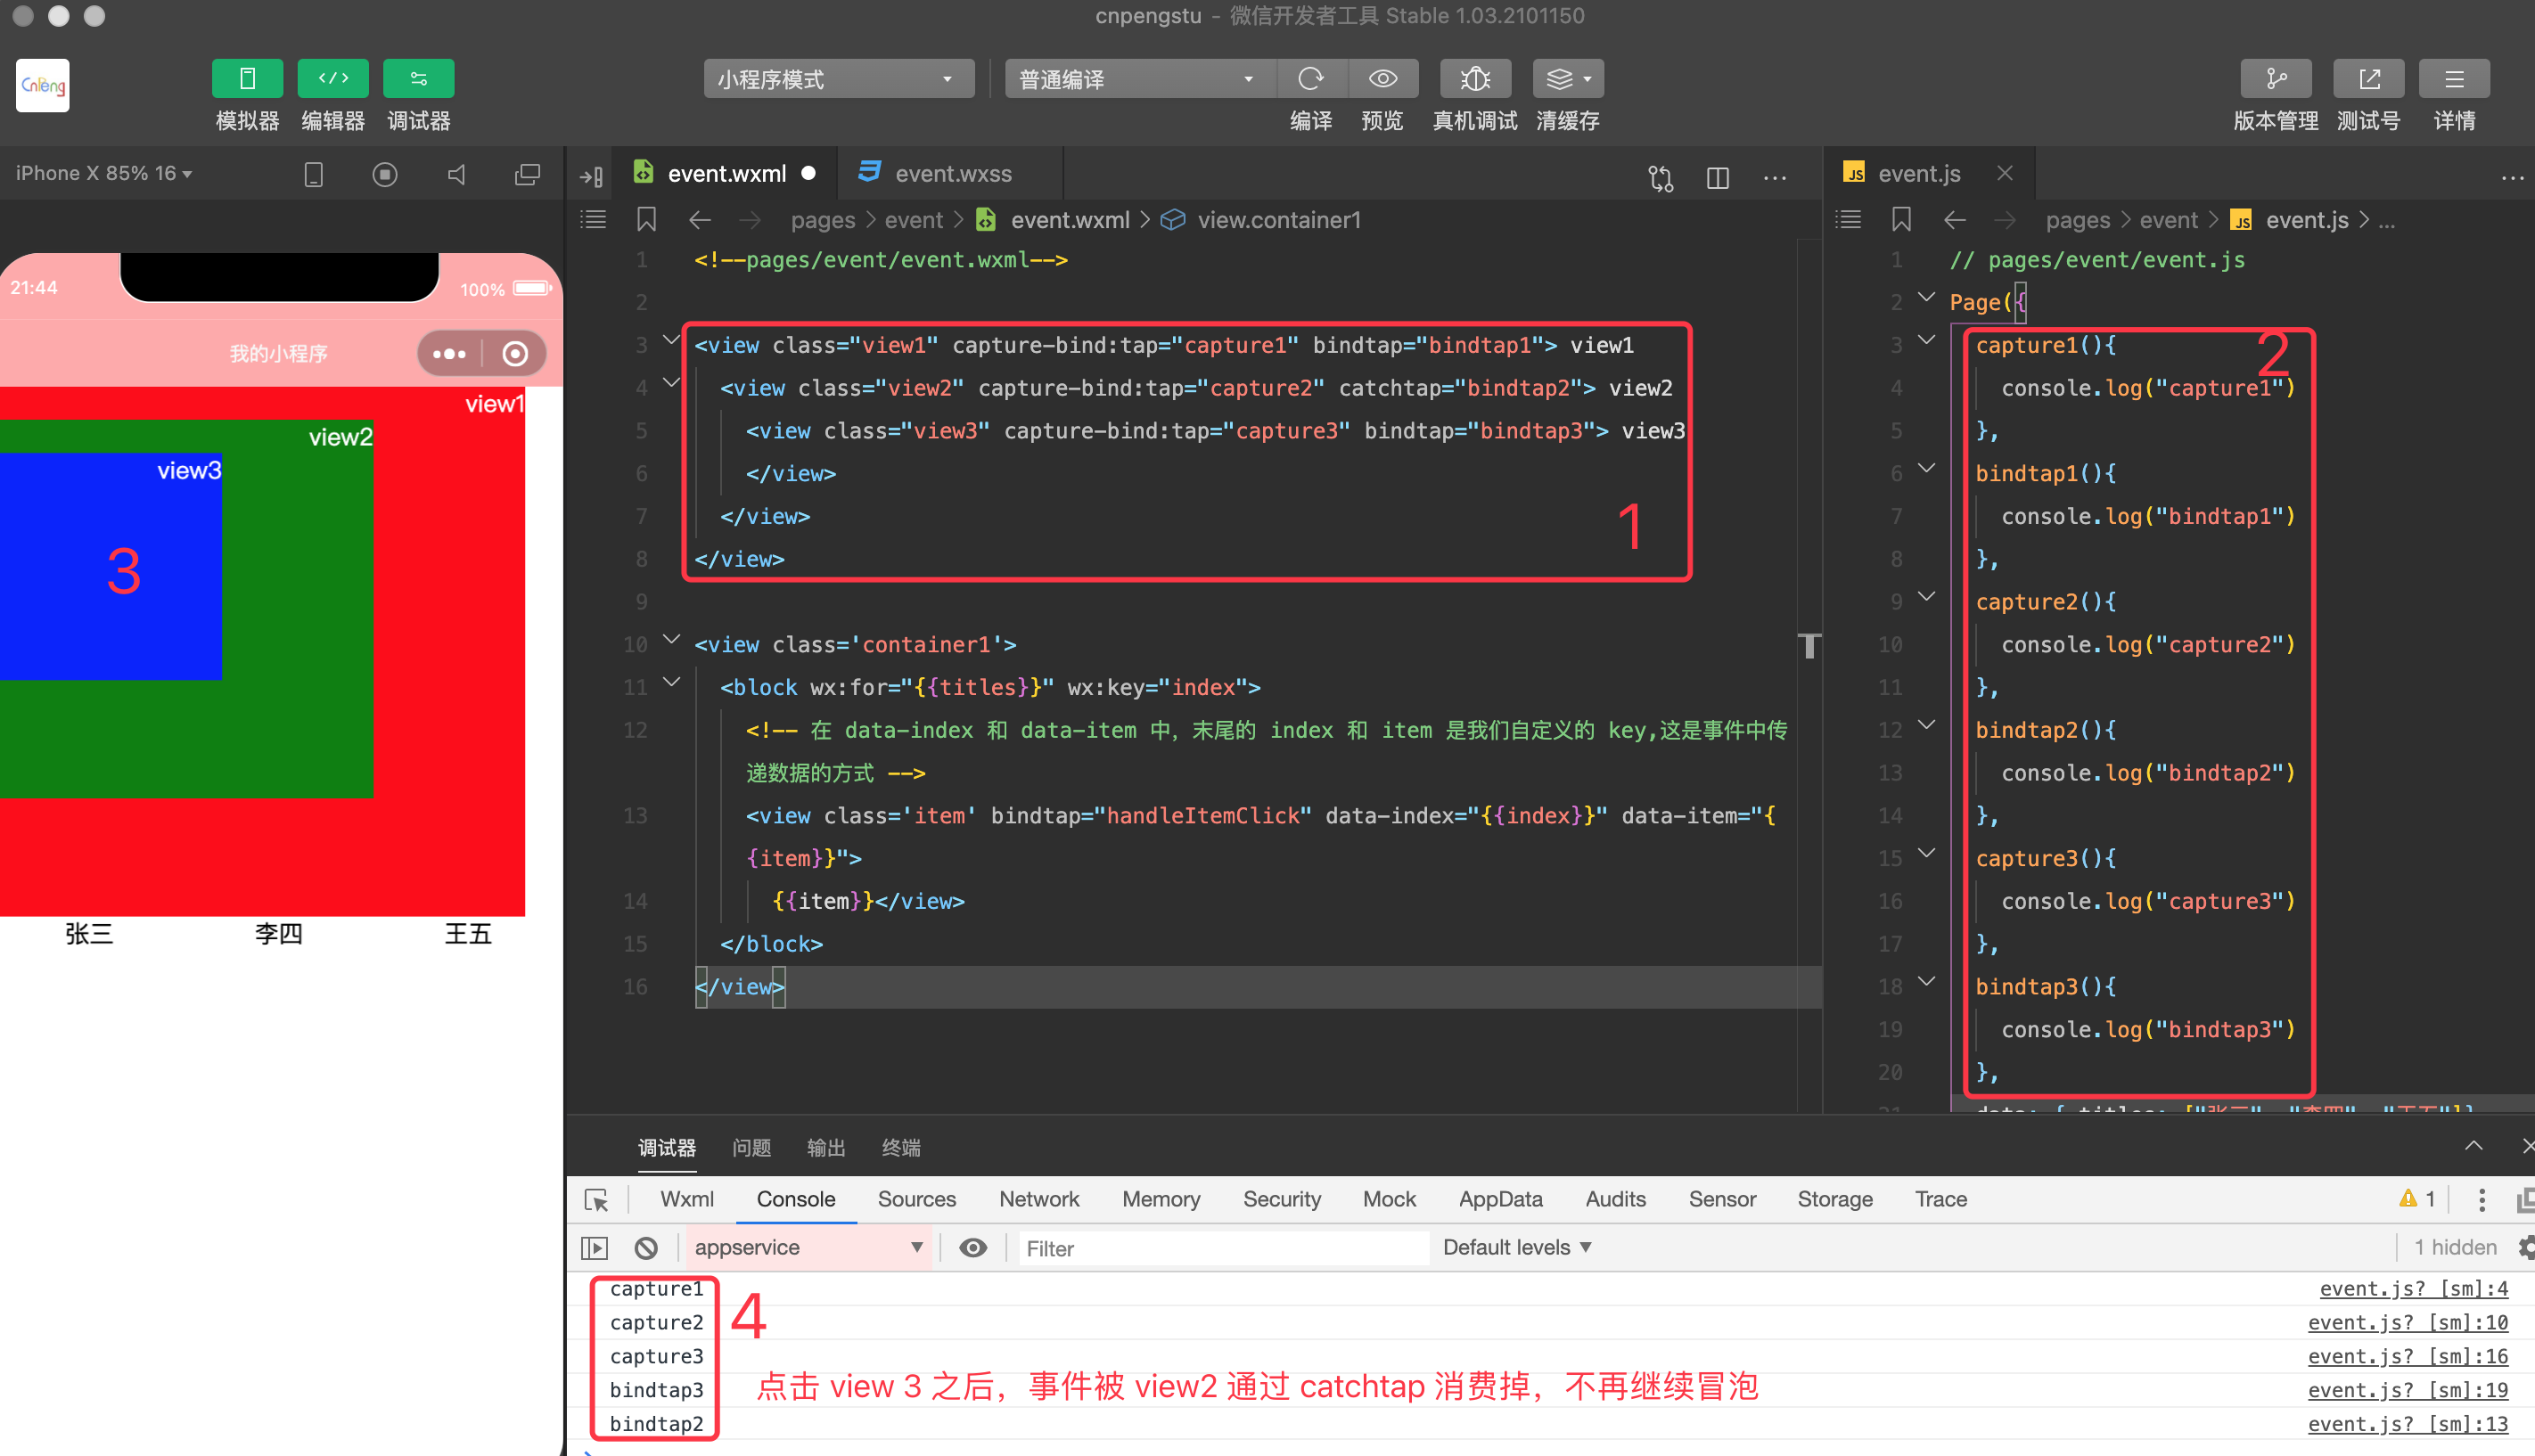 cnpengstu - 微信开发者工具 Stable 1.03.2101150
CnPeng
模拟器 编辑器 调试器
小程序模式 普通编译
编译 预览 真机调试 清缓存
版本管理 测试号 详情
iPhone X 85% 16
21:44 100%
我的小程序
view1
view2
view3
3
张三 李四 王五
event.wxml event.wxss
pages > event > event.wxml > view.container1
1 <!--pages/event/event.wxml-->
2
3 <view class="view1" capture-bind:tap="capture1" bindtap="bindtap1"> view1
4 <view class="view2" capture-bind:tap="capture2" catchtap="bindtap2"> view2
5 <view class="view3" capture-bind:tap="capture3" bindtap="bindtap3"> view3
6 </view>
7 </view>
1
8 </view>
9
10 <view class='container1'>
11 <block wx:for="{{titles}}" wx:key="index">
12 <!-- 在 data-index 和 data-item 中, 末尾的 index 和 item 是我们自定义的 key,这是事件中传
递数据的方式 -->
13 <view class='item' bindtap="handleItemClick" data-index="{{index}}" data-item="{
{item}}">
14 {{item}}</view>
15 </block>
16 </view>
JS event.js
pages > event > JS event.js > ...
1 // pages/event/event.js
2 Page({
3 capture1(){
2
4 console.log("capture1")
5 },
6 bindtap1(){
7 console.log("bindtap1")
8 },
9 capture2(){
10 console.log("capture2")
11 },
12 bindtap2(){
13 console.log("bindtap2")
14 },
15 capture3(){
16 console.log("capture3")
17 },
18 bindtap3(){
19 console.log("bindtap3")
20 },
21 data: { titles: ["张三", "李四", "王五"]}
调试器 问题 输出 终端
Wxml Console Sources Network Memory Security Mock AppData Audits Sensor Storage Trace 1
appservice Filter Default levels 1 hidden
capture1 event.js? [sm]:4
4
capture2 event.js? [sm]:10
capture3 event.js? [sm]:16
bindtap3 event.js? [sm]:19
点击 view 3 之后，事件被 view2 通过 catchtap 消费掉，不再继续冒泡
bindtap2 event.js? [sm]:13